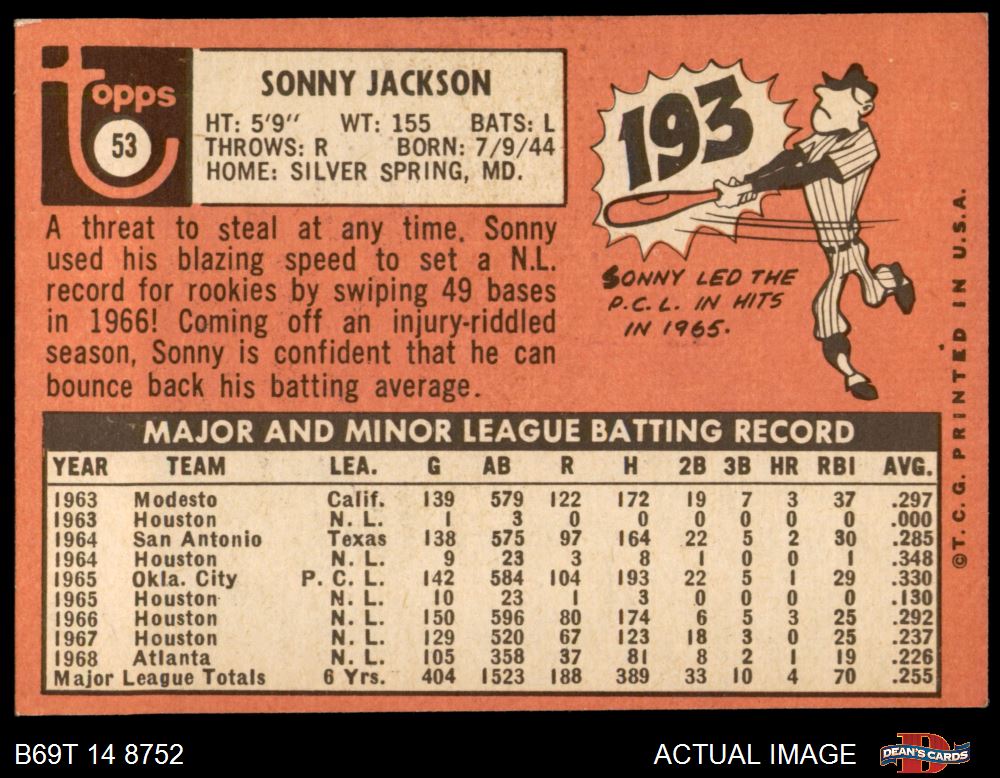 topps
53
SONNY JACKSON
HT: 5'9" WT: 155 BATS: L
THROWS: R BORN: 7/9/44
HOME: SILVER SPRING, MD.
A threat to steal at any time. Sonny
used his blazing speed to set a N.L.
record for rookies by swiping 49 bases
in 1966! Coming off an injury-riddled
season, Sonny is confident that he can
bounce back his batting average.
193
SONNY LED THE
P.C.L. IN HITS
IN 1965.
©T.C.G. PRINTED IN U.S.A.
MAJOR AND MINOR LEAGUE BATTING RECORD
YEAR TEAM LEA. G AB R H 2B 3B HR RBI AVG.
1963 Modesto Calif. 139 579 122 172 19 7 3 37 .297
1963 Houston N. L. 1 3 0 0 0 0 0 0 .000
1964 San Antonio Texas 138 575 97 164 22 5 2 30 .285
1964 Houston N. L. 9 23 3 8 1 0 0 1 .348
1965 Okla. City P. C. L. 142 584 104 193 22 5 1 29 .330
1965 Houston N. L. 10 23 1 3 0 0 0 0 .130
1966 Houston N. L. 150 596 80 174 6 5 3 25 .292
1967 Houston N. L. 129 520 67 123 18 3 0 25 .237
1968 Atlanta N. L. 105 358 37 81 8 2 1 19 .226
Major League Totals 6 Yrs. 404 1523 188 389 33 10 4 70 .255
B69T 14 8752
ACTUAL IMAGE
D
DEAN'S CARDS